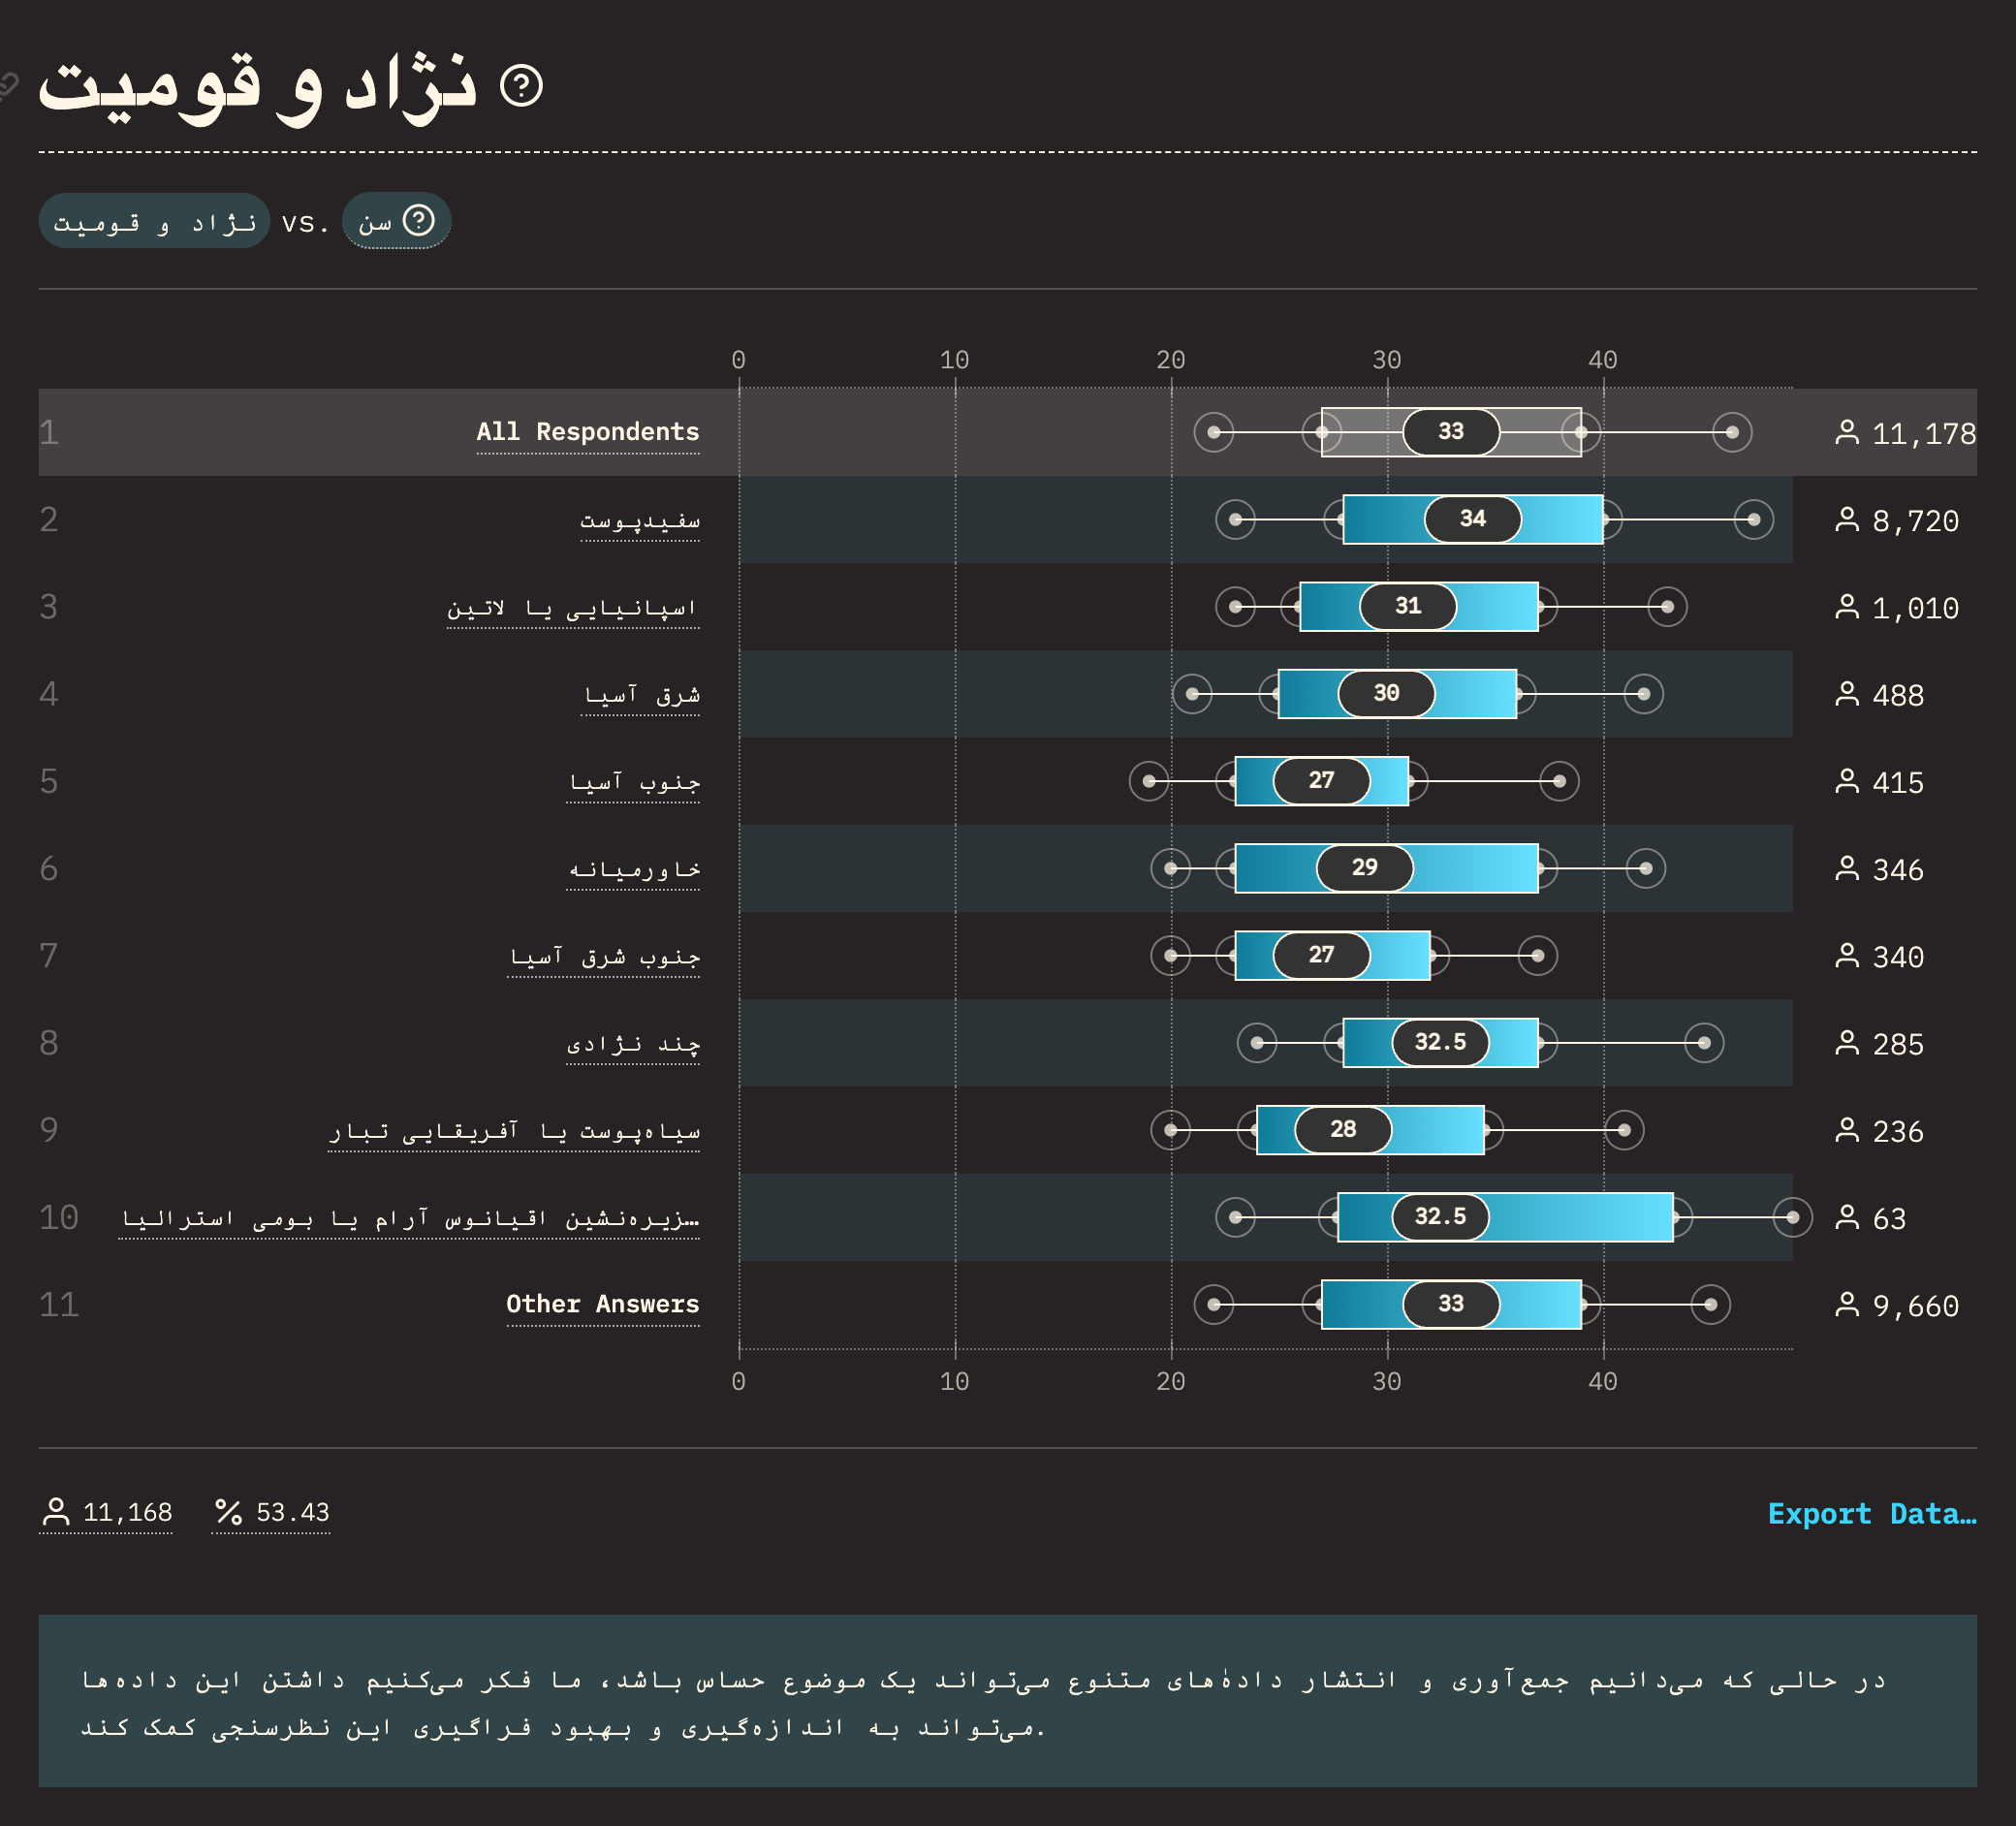 نژاد و قومیت
نژاد و قومیت vs. سن
0 10 20 30 40
1 All Respondents 33 11,178
2 سفیدپوست 34 8,720
3 اسپانیایی یا لاتین 31 1,010
4 شرق آسیا 30 488
5 جنوب آسیا 27 415
6 خاورمیانه 29 346
7 جنوب شرق آسیا 27 340
8 چند نژادی 32.5 285
9 سیاه‌پوست یا آفریقایی تبار 28 236
10 زیره‌نشین اقیانوس آرام یا بومی استرالیا… 32.5 63
11 Other Answers 33 9,660
0 10 20 30 40
11,168 % 53.43 Export Data…
در حالی که می‌دانیم جمع‌آوری و انتشار دادهٔ‌های متنوع می‌تواند یک موضوع حساس باشد، ما فکر می‌کنیم داشتن این داده‌ها
می‌تواند به اندازه‌گیری و بهبود فراگیری این نظرسنجی کمک کند.